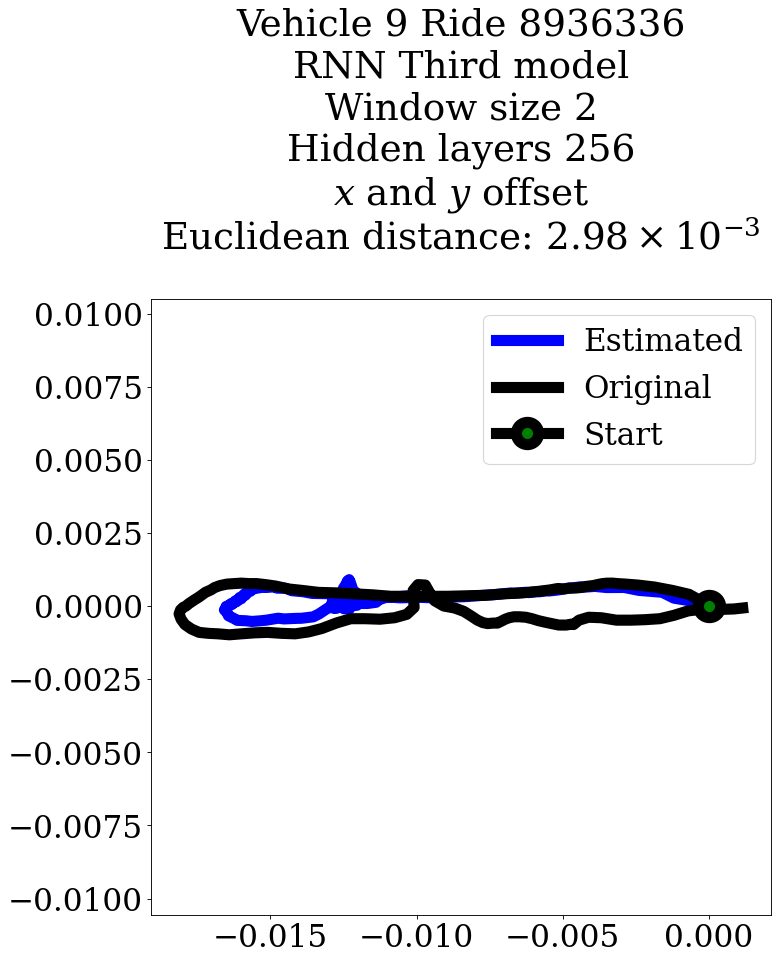 Vehicle 9 Ride 8936336
RNN Third model
Window size 2
Hidden layers 256
x and y offset
Euclidean distance: 2.98 × 10⁻³
Estimated
Original
Start
0.0100
0.0075
0.0050
0.0025
0.0000
−0.0025
−0.0050
−0.0075
−0.0100
−0.015 −0.010 −0.005 0.000